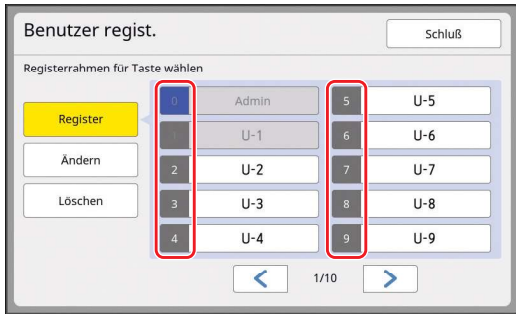 Benutzer regist.
Schluß
Registerrahmen für Taste wählen
Register
Ändern
Löschen
0 Admin
1 U-1
2 U-2
3 U-3
4 U-4
5 U-5
6 U-6
7 U-7
8 U-8
9 U-9
< 1/10 >